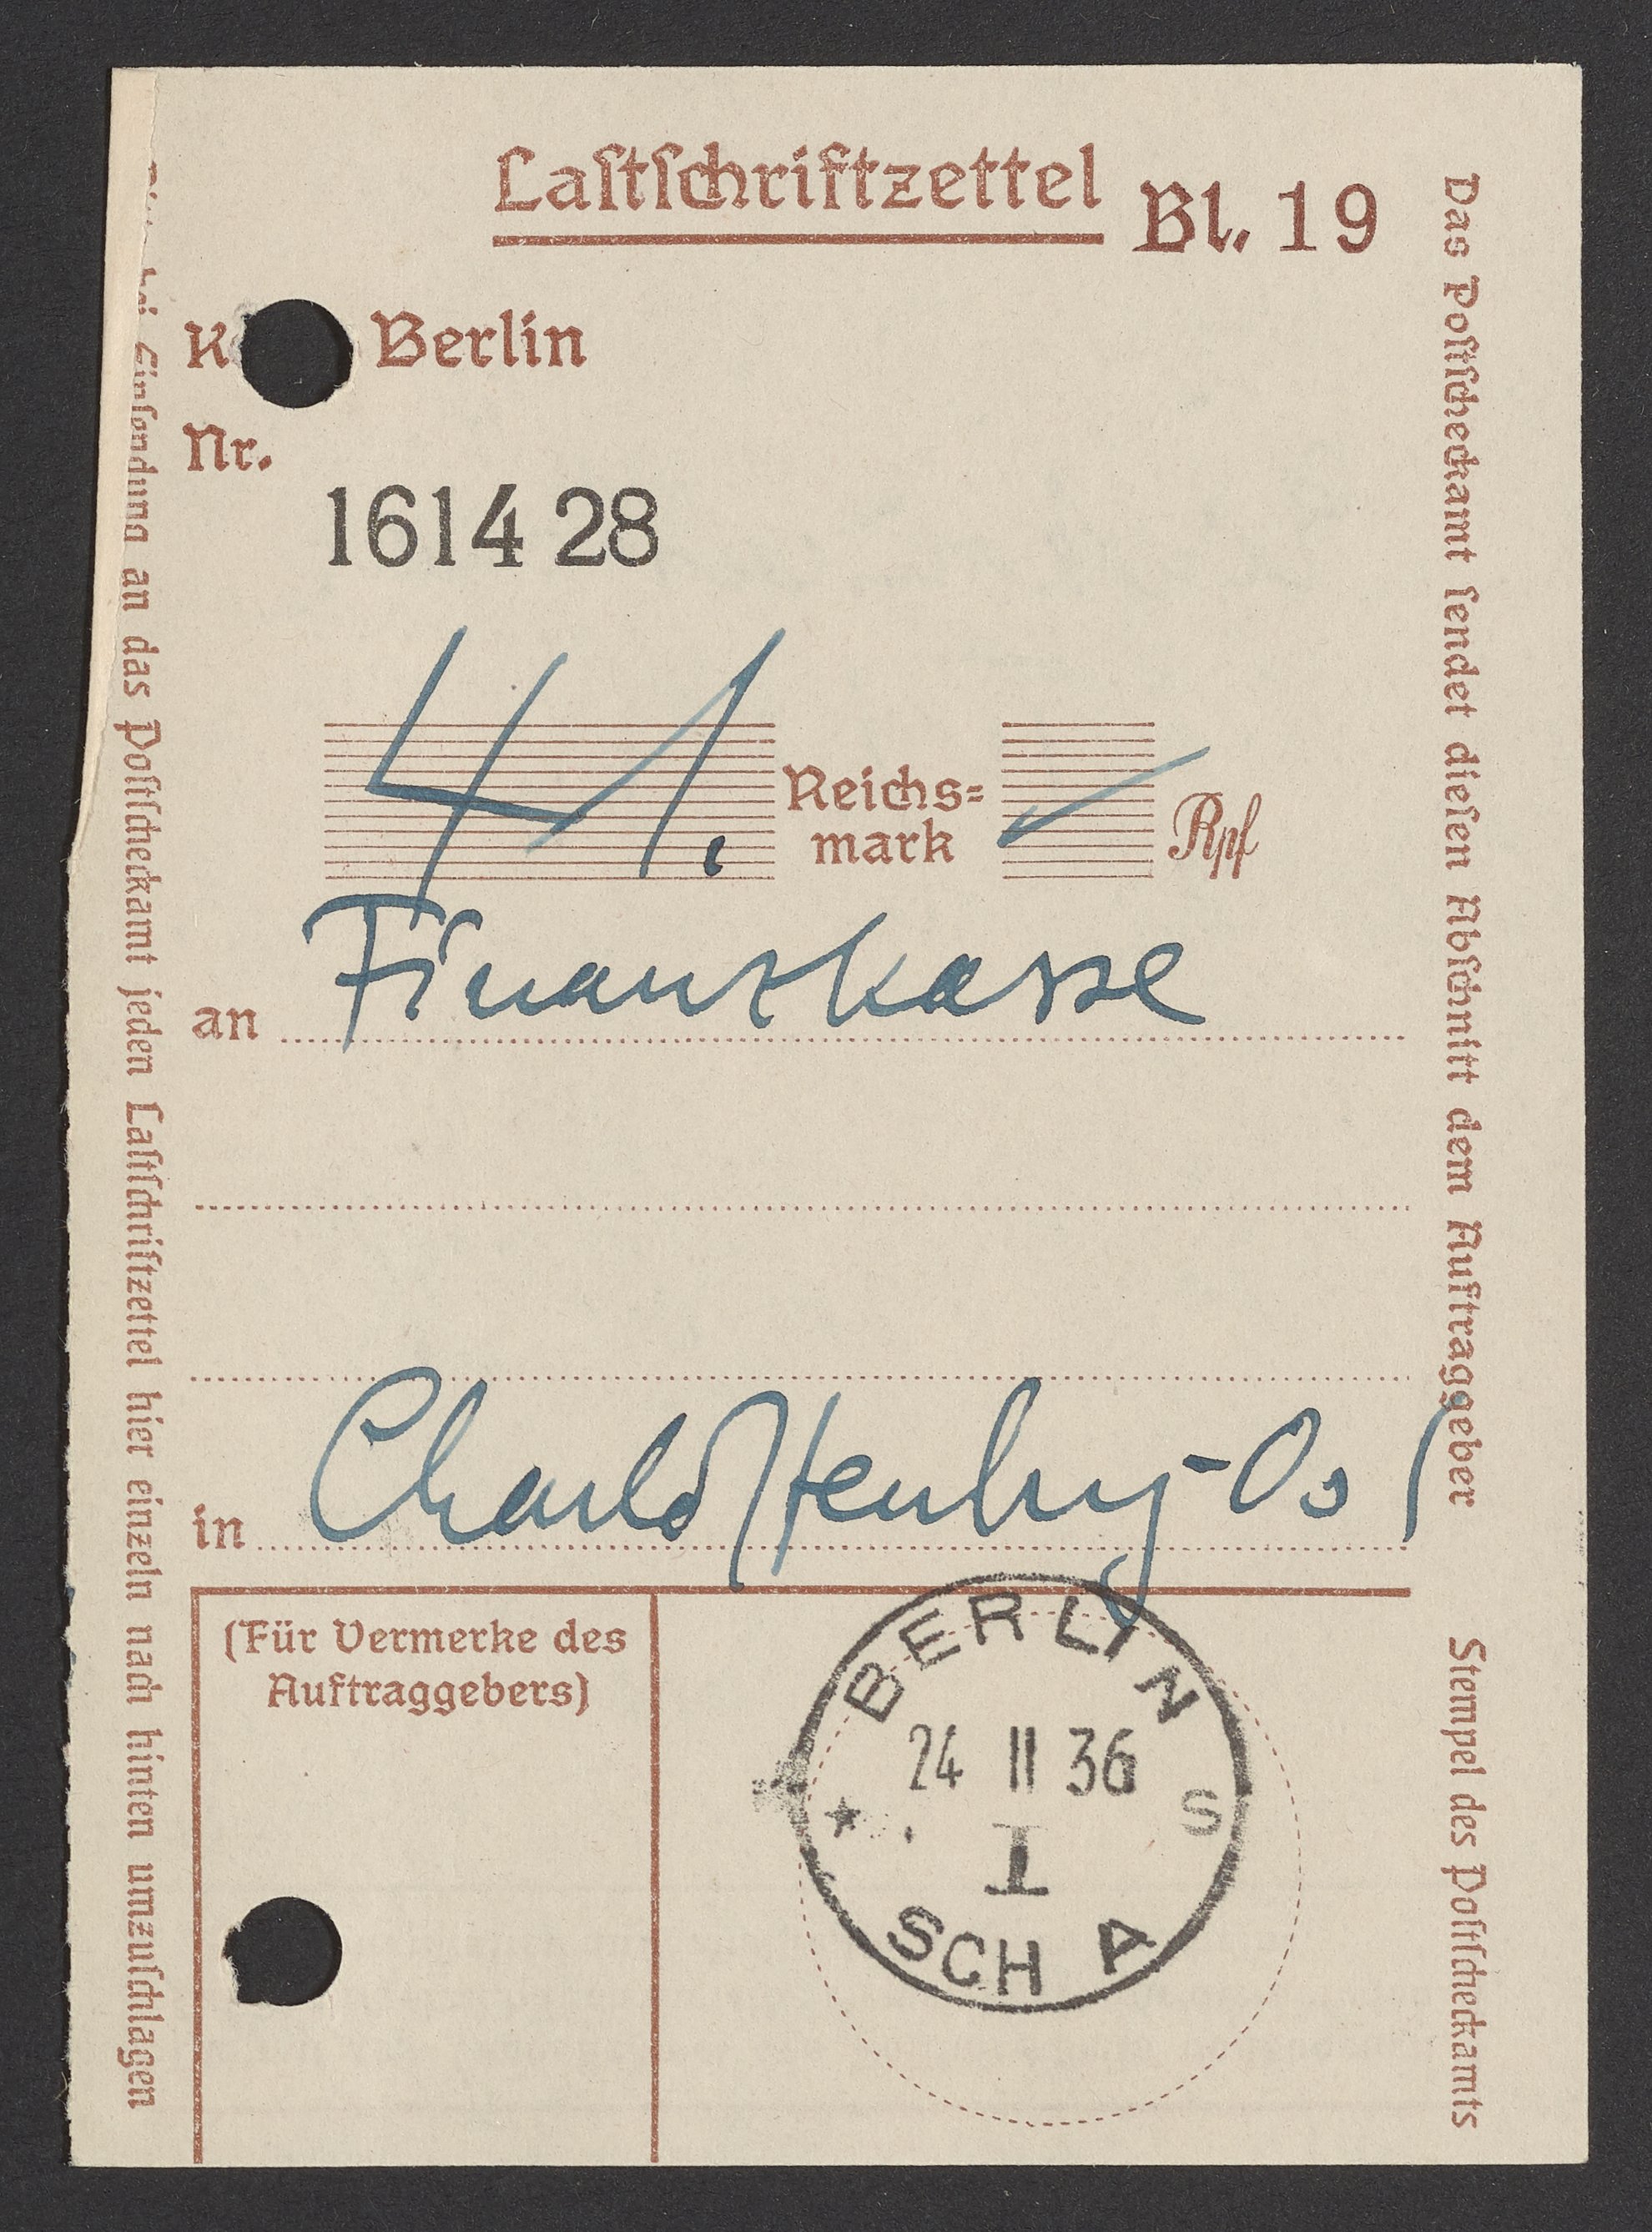 Lastschriftzettel Bl. 19
Berlin
Nr.
1614 28
41. Reichs=
mark — Rpf
an Finanzkasse
in Charlottenburg-Ost
(Für Vermerke des
Auftraggebers)
BERLIN
24 II 36
S
I
SCH A
Einsendung an das Postscheckamt jeden Lastschriftzettel hier einzeln nach hinten umzuschlagen
Das Postscheckamt sendet diesen Abschnitt dem Auftraggeber
Stempel des Postscheckamts